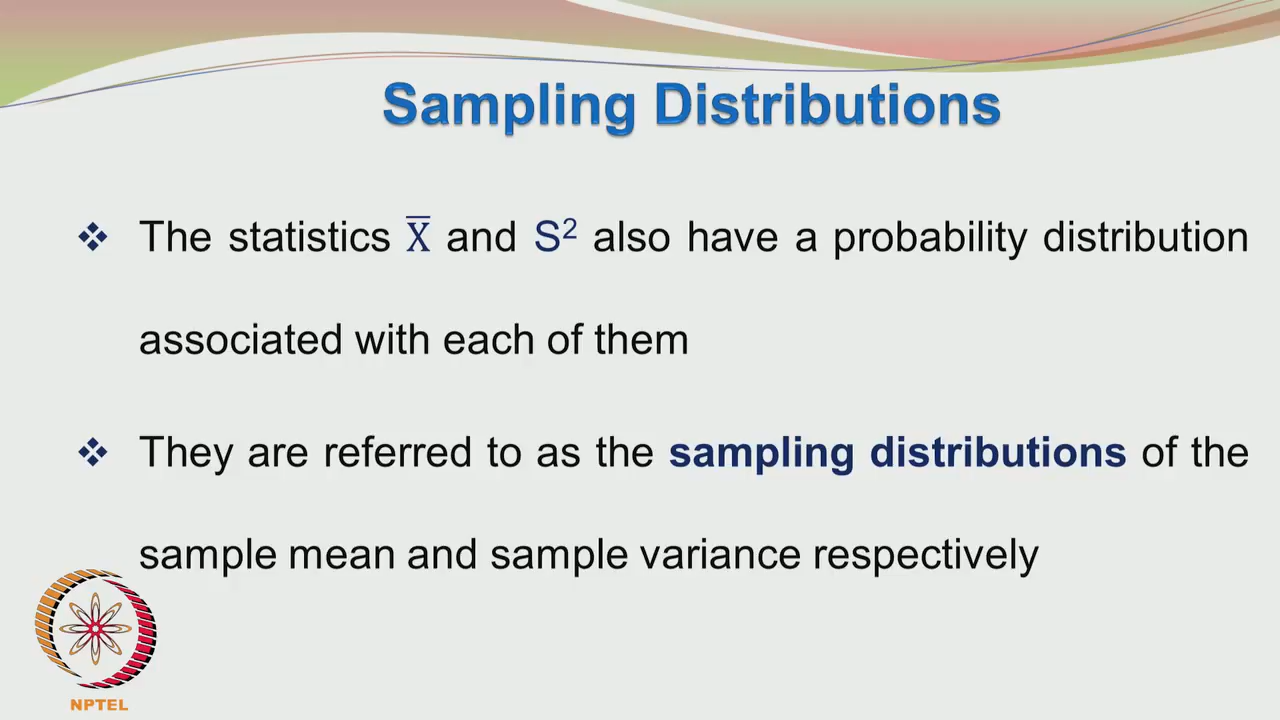 Sampling Distributions
❖ The statistics X̅ and S² also have a probability distribution
associated with each of them
❖ They are referred to as the sampling distributions of the
sample mean and sample variance respectively
NPTEL